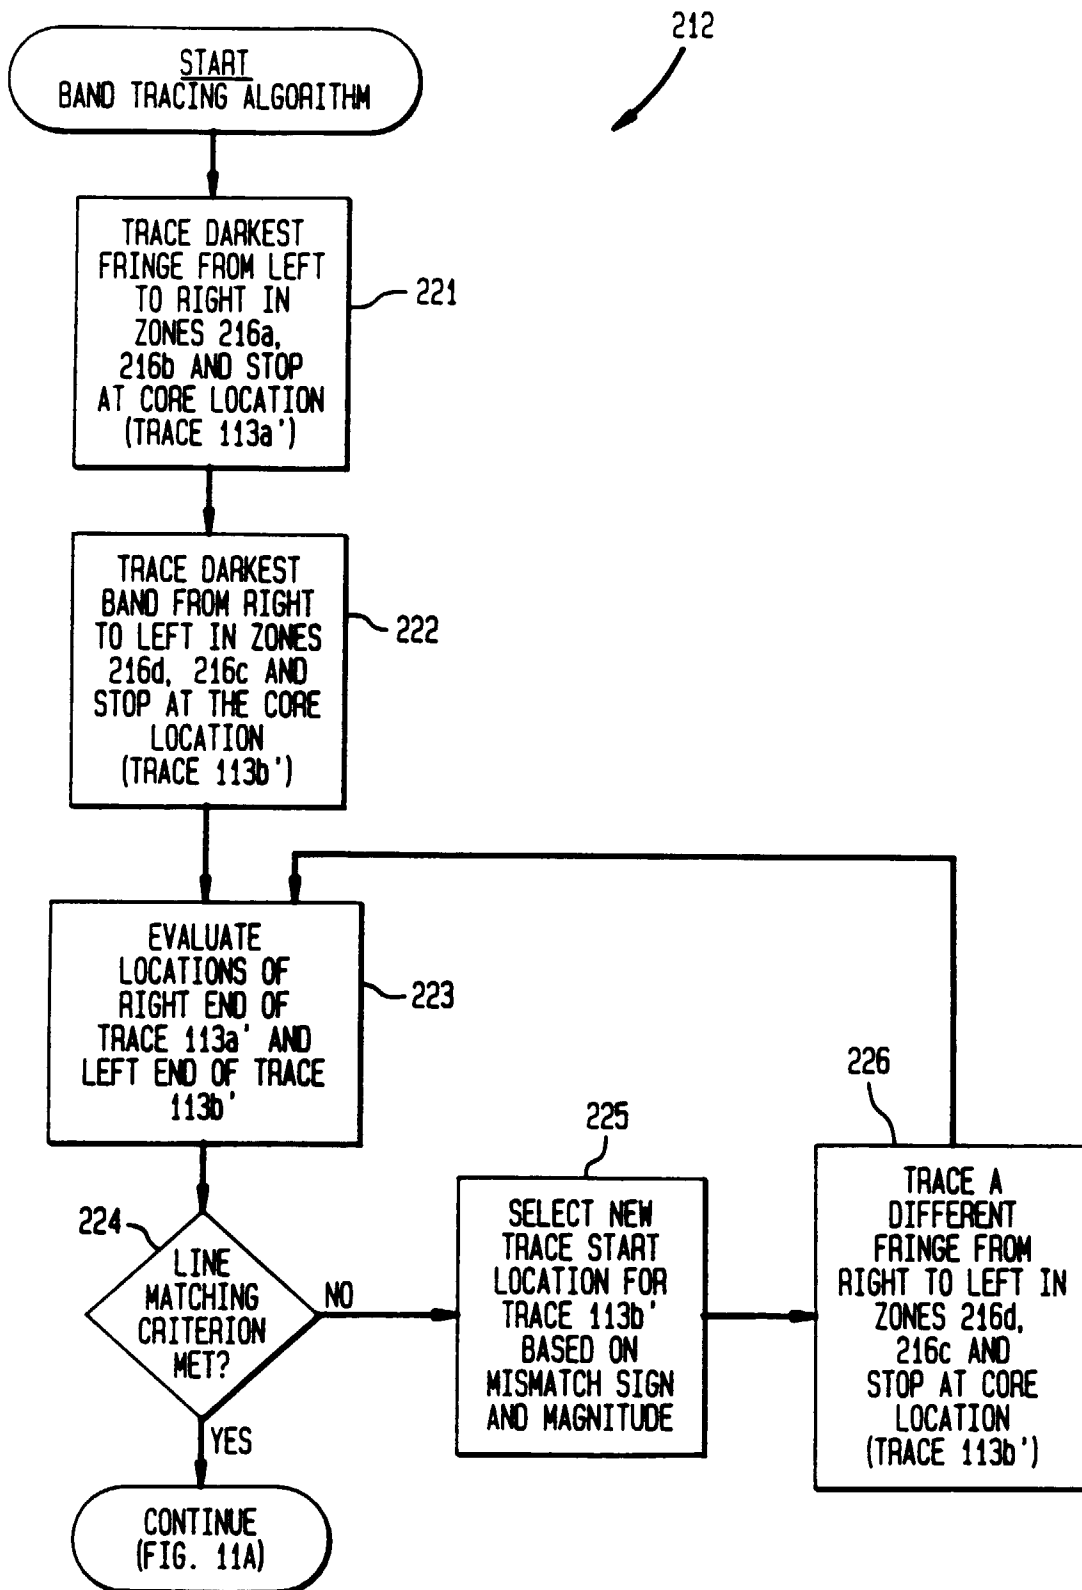 212
START
BAND TRACING ALGORITHM
TRACE DARKEST
FRINGE FROM LEFT
TO RIGHT IN
ZONES 216a,
216b AND STOP
AT CORE LOCATION
(TRACE 113a')
221
TRACE DARKEST
BAND FROM RIGHT
TO LEFT IN ZONES
216d, 216c AND
STOP AT THE CORE
LOCATION
(TRACE 113b')
222
EVALUATE
LOCATIONS OF
RIGHT END OF
TRACE 113a' AND
LEFT END OF TRACE
113b'
223
224
LINE
MATCHING
CRITERION
MET?
NO
YES
225
SELECT NEW
TRACE START
LOCATION FOR
TRACE 113b'
BASED ON
MISMATCH SIGN
AND MAGNITUDE
226
TRACE A
DIFFERENT
FRINGE FROM
RIGHT TO LEFT IN
ZONES 216d,
216c AND
STOP AT CORE
LOCATION
(TRACE 113b')
CONTINUE
(FIG. 11A)